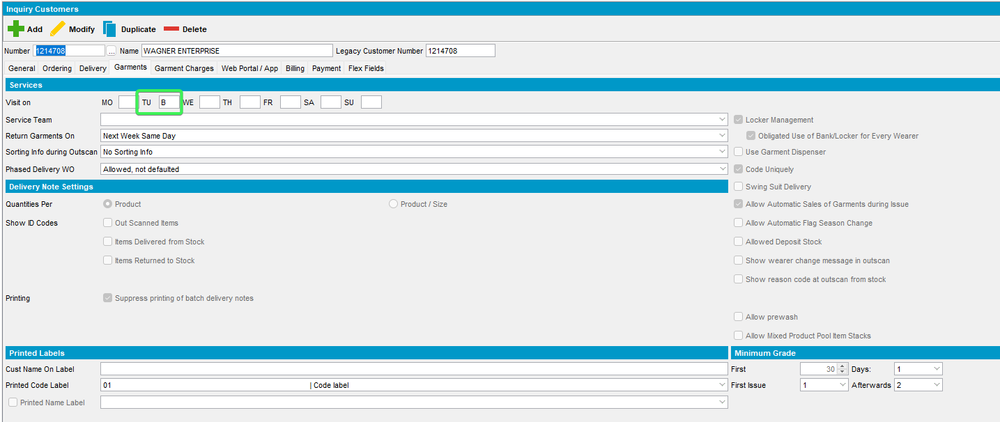 Inquiry Customers
Add Modify Duplicate Delete
Number 1214708 ... Name WAGNER ENTERPRISE Legacy Customer Number 1214708
General Ordering Delivery Garments Garment Charges Web Portal / App Billing Payment Flex Fields
Services
Visit on MO TU B WE TH FR SA SU
Service Team Locker Management
Return Garments On Next Week Same Day Obligated Use of Bank/Locker for Every Wearer
Sorting Info during Outscan No Sorting Info Use Garment Dispenser
Phased Delivery WO Allowed, not defaulted Code Uniquely
Delivery Note Settings Swing Suit Delivery
Quantities Per Product Product / Size Allow Automatic Sales of Garments during Issue
Show ID Codes Out Scanned Items Allow Automatic Flag Season Change
Items Delivered from Stock Allowed Deposit Stock
Items Returned to Stock Show wearer change message in outscan
Show reason code at outscan from stock
Printing Suppress printing of batch delivery notes
Allow prewash
Allow Mixed Product Pool Item Stacks
Printed Labels Minimum Grade
Cust Name On Label First 30 Days: 1
Printed Code Label 01 | Code label First Issue 1 Afterwards 2
Printed Name Label